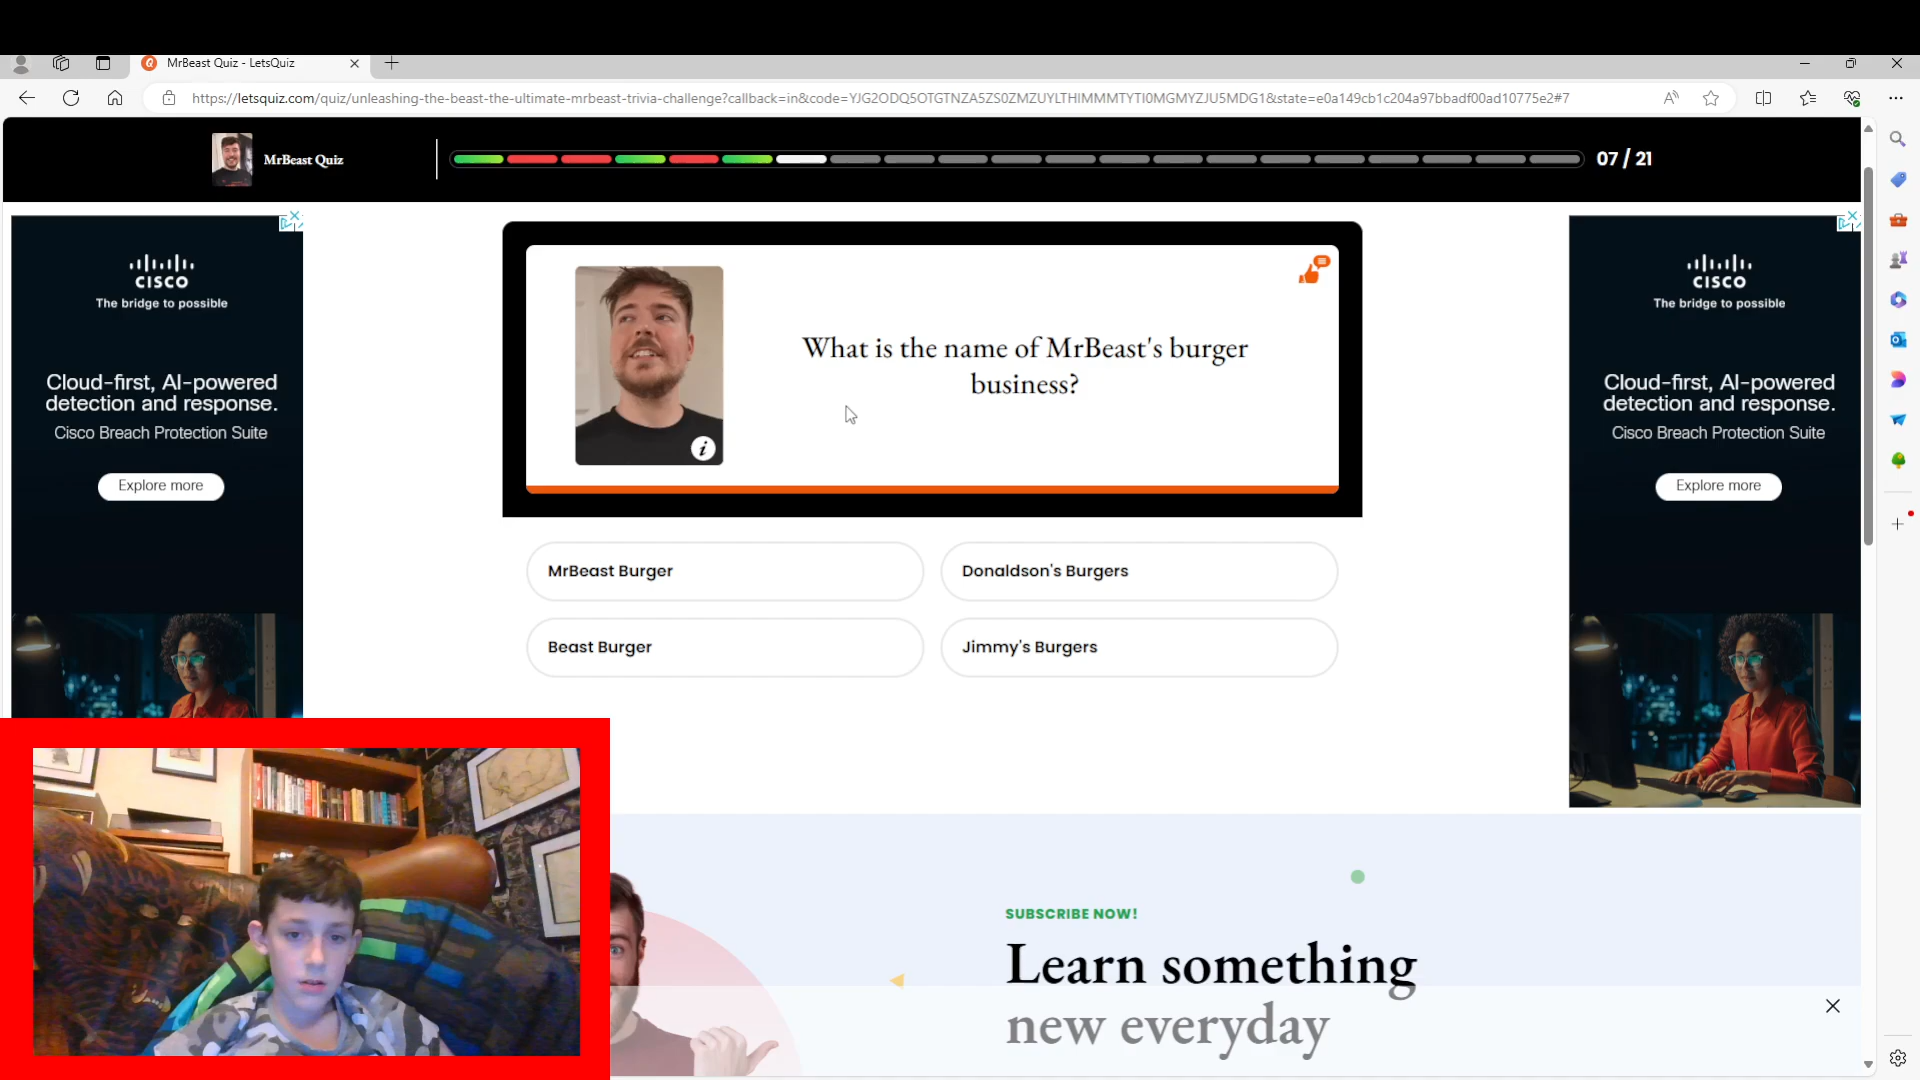 MrBeast Quiz - LetsQuiz
https://letsquiz.com/quiz/unleashing-the-beast-the-ultimate-mrbeast-trivia-challenge?callback=in&code=YJG2ODQ5OTGTNZA5ZS0ZMZUYLTHIMMMTYTI0MGMYZJU5MDG1&state=e0a149cb1c204a97bbadf00ad10775e2#7
MrBeast Quiz
07 / 21
CISCO
The bridge to possible
Cloud-first, AI-powered
detection and response.
Cisco Breach Protection Suite
Explore more
What is the name of MrBeast's burger
business?
MrBeast Burger
Donaldson's Burgers
Beast Burger
Jimmy's Burgers
CISCO
The bridge to possible
Cloud-first, AI-powered
detection and response.
Cisco Breach Protection Suite
Explore more
SUBSCRIBE NOW!
Learn something
new everyday